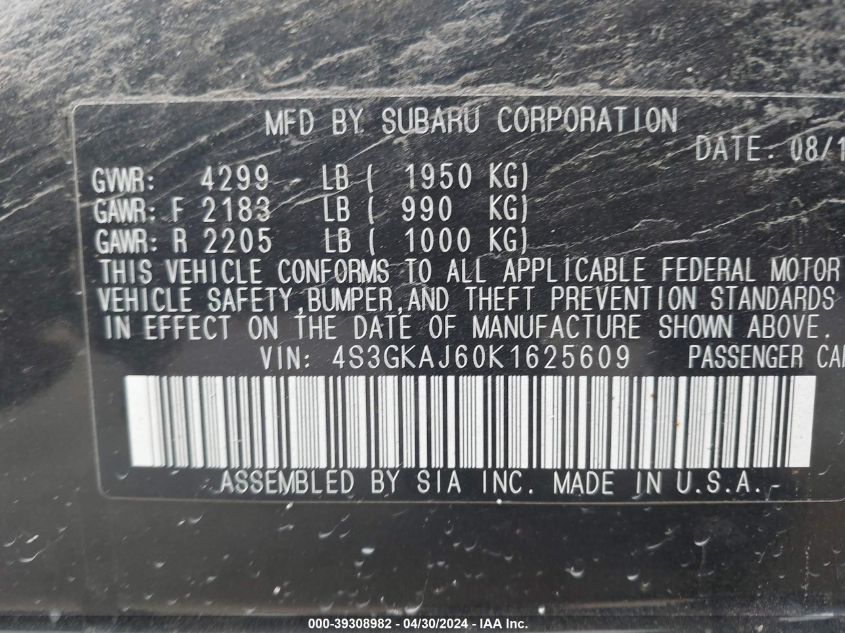 MFD BY SUBARU CORPORATION
DATE: 08/1
GVWR: 4299 LB ( 1950 KG)
GAWR: F 2183 LB ( 990 KG)
GAWR: R 2205 LB ( 1000 KG)
THIS VEHICLE CONFORMS TO ALL APPLICABLE FEDERAL MOTOR
VEHICLE SAFETY,BUMPER,AND THEFT PREVENTION STANDARDS
IN EFFECT ON THE DATE OF MANUFACTURE SHOWN ABOVE.
VIN: 4S3GKAJ60K1625609 PASSENGER CAR
ASSEMBLED BY SIA INC. MADE IN U.S.A.
000-39308982 - 04/30/2024 - IAA Inc.